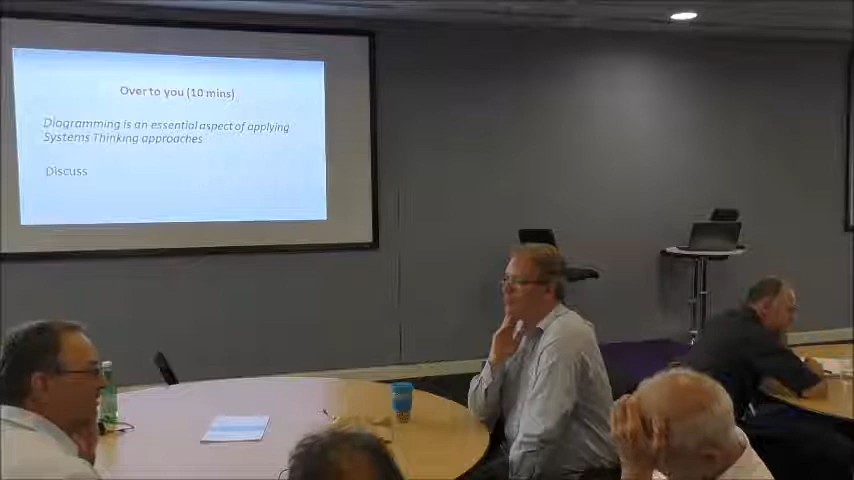 Over to you (10 mins)
Diagramming is an essential aspect of applying
Systems Thinking approaches
Discuss